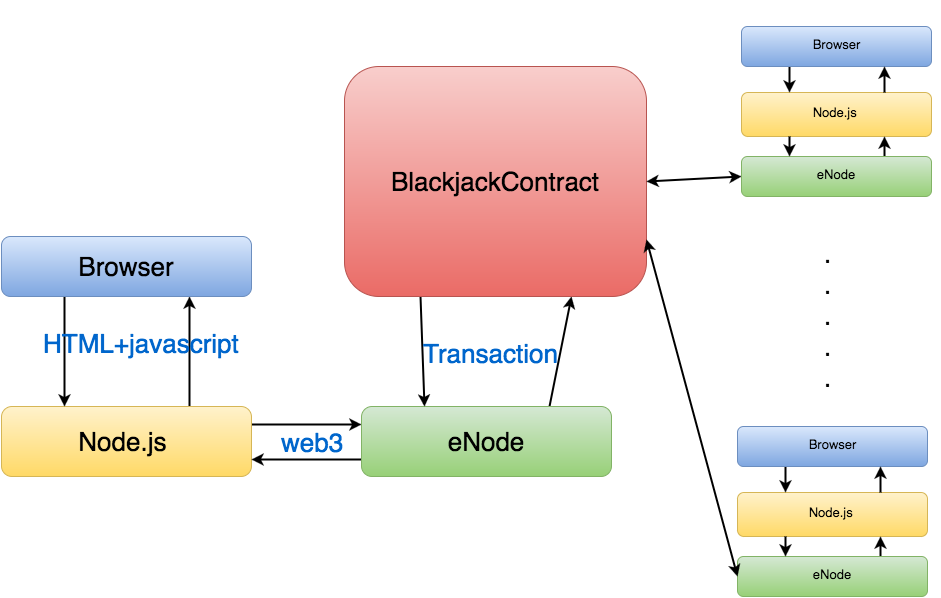 Browser
Node.js
eNode
BlackjackContract
Browser
HTML+javascript
Transaction
Node.js
web3
eNode
Browser
Node.js
eNode